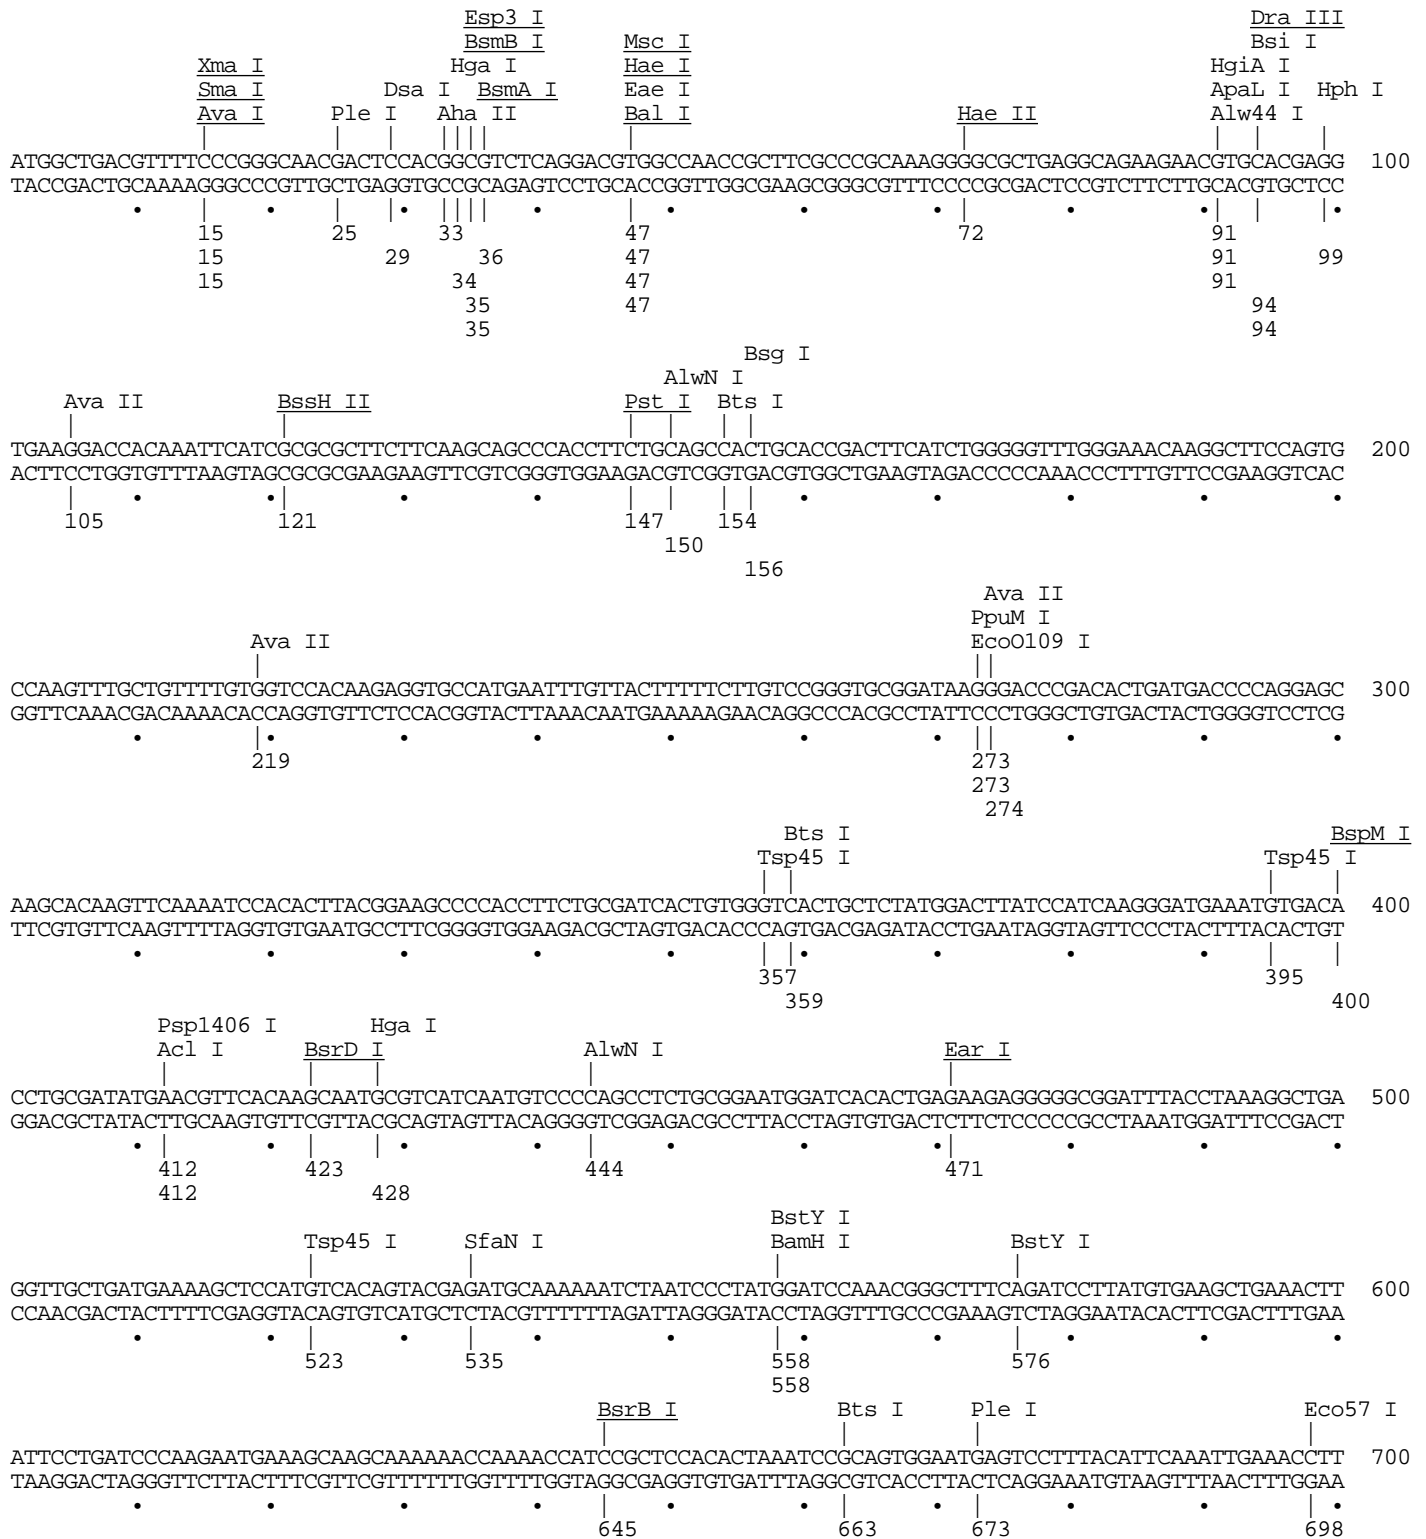 Esp3 I Dra III
BsmB I Msc I Bsi I
Xma I Hga I Hae I HgiA I
Sma I Dsa I BsmA I Eae I ApaL I Hph I
Ava I Ple I Aha II Bal I Hae II Alw44 I
ATGGCTGACGTTTTCCCGGGCAACGACTCCACGGCGTCTCAGGACGTGGCCAACCGCTTCGCCCGCAAAGGGGCGCTGAGGCAGAAGAACGTGCACGAGG 100
TACCGACTGCAAAAGGGCCCGTTGCTGAGGTGCCGCAGAGTCCTGCACCGGTTGGCGAAGCGGGCGTTTCCCCGCGACTCCGTCTTCTTGCACGTGCTCC
15 25 33 47 72 91
15 29 36 47 91 99
15 34 47 91
35 47 94
35 94
Bsg I
AlwN I
Ava II BssH II Pst I Bts I
TGAAGGACCACAAATTCATCGCGCGCTTCTTCAAGCAGCCCACCTTCTGCAGCCACTGCACCGACTTCATCTGGGGGTTTGGGAAACAAGGCTTCCAGTG 200
ACTTCCTGGTGTTTAAGTAGCGCGCGAAGAAGTTCGTCGGGTGGAAGACGTCGGTGACGTGGCTGAAGTAGACCCCCAAACCCTTTGTTCCGAAGGTCAC
105 121 147 154
150
156
Ava II
PpuM I
Ava II EcoO109 I
CCAAGTTTGCTGTTTTGTGGTCCACAAGAGGTGCCATGAATTTGTTACTTTTTCTTGTCCGGGTGCGGATAAGGGACCCGACACTGATGACCCCAGGAGC 300
GGTTCAAACGACAAAACACCAGGTGTTCTCCACGGTACTTAAACAATGAAAAAGAACAGGCCCACGCCTATTCCCTGGGCTGTGACTACTGGGGTCCTCG
219 273
273
274
Bts I BspM I
Tsp45 I Tsp45 I
AAGCACAAGTTCAAAATCCACACTTACGGAAGCCCCACCTTCTGCGATCACTGTGGGTCACTGCTCTATGGACTTATCCATCAAGGGATGAAATGTGACA 400
TTCGTGTTCAAGTTTTAGGTGTGAATGCCTTCGGGGTGGAAGACGCTAGTGACACCCAGTGACGAGATACCTGAATAGGTAGTTCCCTACTTTACACTGT
357 395
359 400
Psp1406 I Hga I
Acl I BsrD I AlwN I Ear I
CCTGCGATATGAACGTTCACAAGCAATGCGTCATCAATGTCCCCAGCCTCTGCGGAATGGATCACACTGAGAAGAGGGGGCGGATTTACCTAAAGGCTGA 500
GGACGCTATACTTGCAAGTGTTCGTTACGCAGTAGTTACAGGGGTCGGAGACGCCTTACCTAGTGTGACTCTTCTCCCCCGCCTAAATGGATTTCCGACT
412 423 444 471
412 428
BstY I
Tsp45 I SfaN I BamH I BstY I
GGTTGCTGATGAAAAGCTCCATGTCACAGTACGAGATGCAAAAAATCTAATCCCTATGGATCCAAACGGGCTTTCAGATCCTTATGTGAAGCTGAAACTT 600
CCAACGACTACTTTTCGAGGTACAGTGTCATGCTCTACGTTTTTTAGATTAGGGATACCTAGGTTTGCCCGAAAGTCTAGGAATACACTTCGACTTTGAA
523 535 558 576
558
BsrB I Bts I Ple I Eco57 I
ATTCCTGATCCCAAGAATGAAAGCAAGCAAAAAACCAAAACCATCCGCTCCACACTAAATCCGCAGTGGAATGAGTCCTTTACATTCAAATTGAAACCTT 700
TAAGGACTAGGGTTCTTACTTTCGTTCGTTTTTTGGTTTTGGTAGGCGAGGTGTGATTTAGGCGTCACCTTACTCAGGAAATGTAAGTTTAACTTTGGAA
645 663 673 698